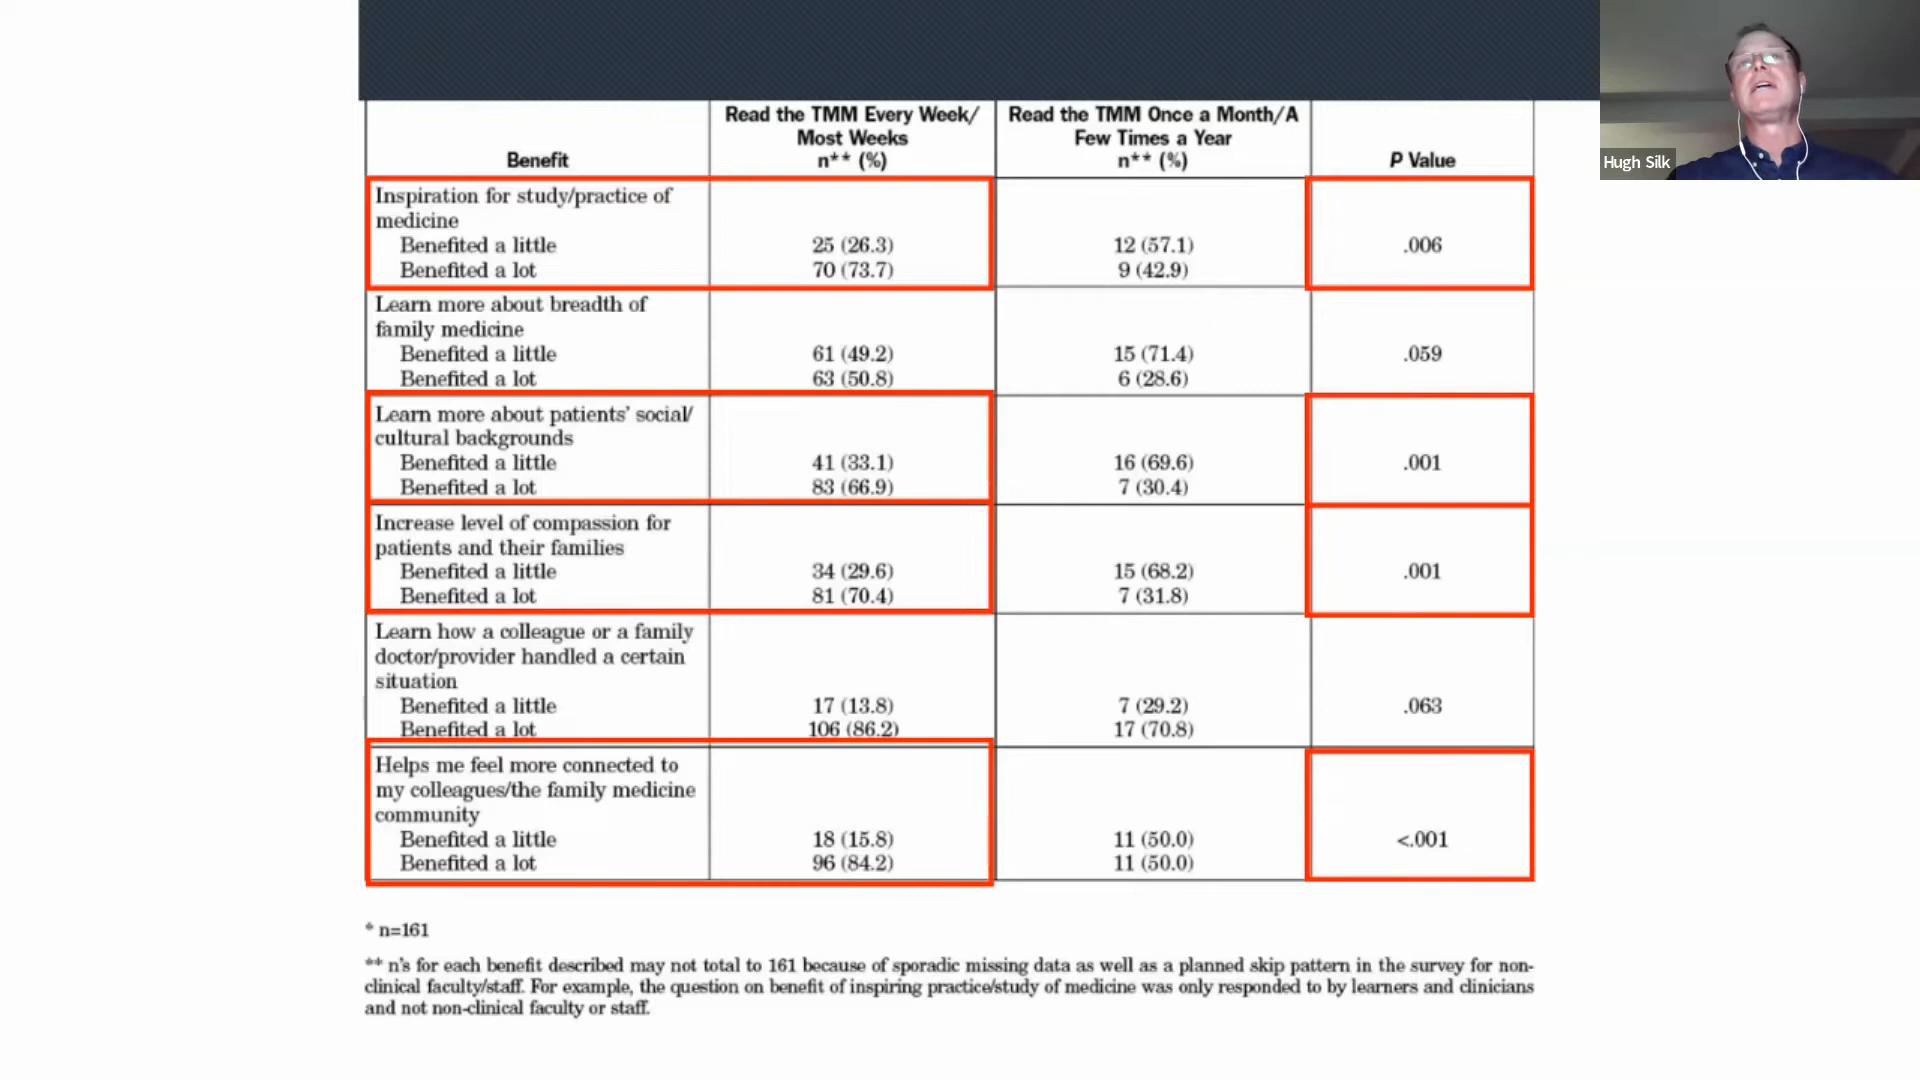 Read the TMM Every Week/ Read the TMM Once a Month/A
Most Weeks Few Times a Year
Benefit n** (%) n** (%) P Value
Inspiration for study/practice of
medicine
Benefited a little 25 (26.3) 12 (57.1) .006
Benefited a lot 70 (73.7) 9 (42.9)
Learn more about breadth of
family medicine
Benefited a little 61 (49.2) 15 (71.4) .059
Benefited a lot 63 (50.8) 6 (28.6)
Learn more about patients' social/
cultural backgrounds
Benefited a little 41 (33.1) 16 (69.6) .001
Benefited a lot 83 (66.9) 7 (30.4)
Increase level of compassion for
patients and their families
Benefited a little 34 (29.6) 15 (68.2) .001
Benefited a lot 81 (70.4) 7 (31.8)
Learn how a colleague or a family
doctor/provider handled a certain
situation
Benefited a little 17 (13.8) 7 (29.2) .063
Benefited a lot 106 (86.2) 17 (70.8)
Helps me feel more connected to
my colleagues/the family medicine
community
Benefited a little 18 (15.8) 11 (50.0) <.001
Benefited a lot 96 (84.2) 11 (50.0)
* n=161
** n's for each benefit described may not total to 161 because of sporadic missing data as well as a planned skip pattern in the survey for non-
clinical faculty/staff. For example, the question on benefit of inspiring practice/study of medicine was only responded to by learners and clinicians
and not non-clinical faculty or staff.
Hugh Silk